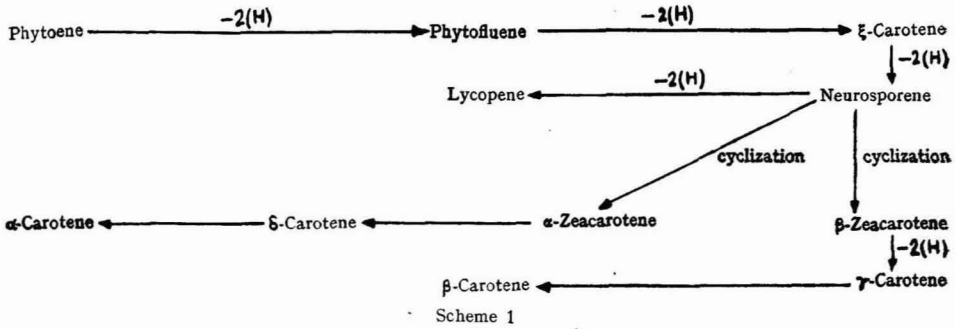 -2(H) -2(H)
Phytoene Phytofluene ξ-Carotene
-2(H)
-2(H)
Lycopene Neurosporene
cyclization cyclization
α-Carotene δ-Carotene α-Zeacarotene β-Zeacarotene
-2(H)
β-Carotene γ-Carotene
Scheme 1